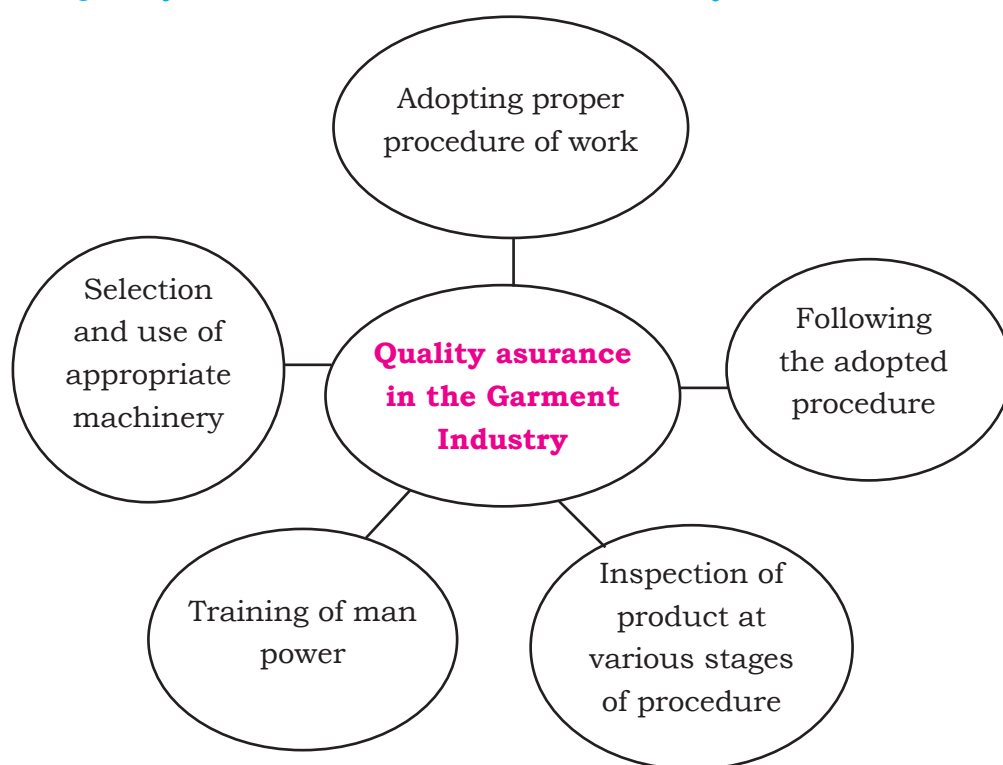 Adopting proper
procedure of work
Selection
and use of
appropriate
machinery
Quality asurance
in the Garment
Industry
Following
the adopted
procedure
Training of man
power
Inspection of
product at
various stages
of procedure